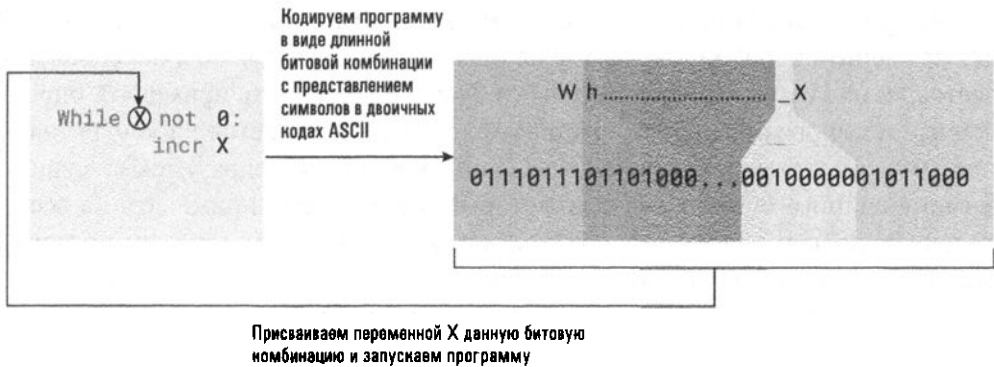 Кодируем программу
в виде длинной
битовой комбинации
с представлением
символов в двоичных
кодах ASCII
While X not 0:
incr X
W h....................... _X
0111011101101000...0010000001011000
Присваиваем переменной X данную битовую
комбинацию и запускаем программу